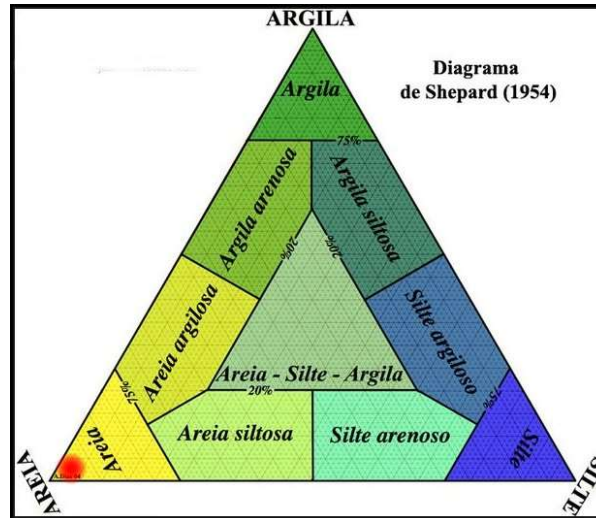 ARGILA
Diagrama
de Shepard (1954)
Argila
75%
Argila arenosa
Argila siltosa
20%
20%
Areia argilosa
Silte argiloso
Areia - Silte - Argila
20%
75%
75%
Areia
Areia siltosa
Silte arenoso
Silte
AREIA
SILTE